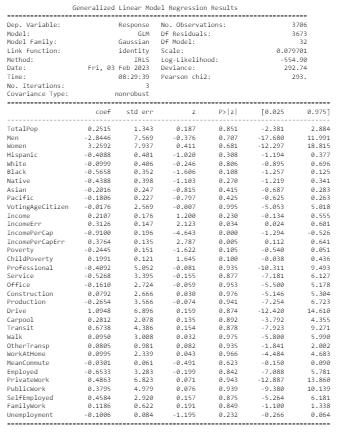 Generalized Linear Model Regression Results
Dep. Variable: Response No. Observations: 3706
Model: GLM Df Residuals: 3673
Model Family: Gaussian Df Model: 32
Link Function: identity Scale: 0.079701
Method: IRLS Log-Likelihood: -554.90
Date: Fri, 03 Feb 2023 Deviance: 292.74
Time: 08:29:39 Pearson chi2: 293.
No. Iterations: 3
Covariance Type: nonrobust
coef std err z P>|z| [0.025 0.975]
TotalPop 0.2515 1.343 0.187 0.851 -2.381 2.884
Men -2.8446 7.569 -0.376 0.707 -17.680 11.991
Women 3.2592 7.937 0.411 0.681 -12.297 18.815
Hispanic -0.4088 0.401 -1.020 0.308 -1.194 0.377
White -0.0999 0.406 -0.246 0.806 -0.895 0.696
Black -0.5658 0.352 -1.606 0.108 -1.257 0.125
Native -0.4388 0.398 -1.103 0.270 -1.219 0.341
Asian -0.2016 0.247 -0.815 0.415 -0.687 0.283
Pacific -0.1806 0.227 -0.797 0.425 -0.625 0.263
VotingAgeCitizen -0.0176 2.569 -0.007 0.995 -5.053 5.018
Income 0.2107 0.176 1.200 0.230 -0.134 0.555
IncomeErr 0.3126 0.147 2.123 0.034 0.024 0.601
IncomePerCap -0.9100 0.196 -4.643 0.000 -1.294 -0.526
IncomePerCapErr 0.3764 0.135 2.787 0.005 0.112 0.641
Poverty -0.2445 0.151 -1.622 0.105 -0.540 0.051
ChildPoverty 0.1991 0.121 1.645 0.100 -0.038 0.436
Professional -0.4092 5.052 -0.081 0.935 -10.311 9.493
Service -0.5268 3.395 -0.155 0.877 -7.181 6.127
Office -0.1610 2.724 -0.059 0.953 -5.500 5.178
Construction 0.0792 2.666 0.030 0.976 -5.146 5.304
Production -0.2654 3.566 -0.074 0.941 -7.254 6.723
Drive 1.0948 6.896 0.159 0.874 -12.420 14.610
Carpool 0.2812 2.078 0.135 0.892 -3.792 4.355
Transit 0.6738 4.386 0.154 0.878 -7.923 9.271
Walk 0.0950 3.008 0.032 0.975 -5.800 5.990
OtherTransp 0.0805 0.981 0.082 0.935 -1.841 2.002
WorkAtHome 0.0995 2.339 0.043 0.966 -4.484 4.683
MeanCommute -0.0301 0.061 -0.491 0.623 -0.150 0.090
Employed -0.6533 3.283 -0.199 0.842 -7.088 5.781
PrivateWork 0.4863 6.823 0.071 0.943 -12.887 13.860
PublicWork 0.3795 4.979 0.076 0.939 -9.380 10.139
SelfEmployed 0.4584 2.920 0.157 0.875 -5.264 6.181
FamilyWork 0.1186 0.622 0.191 0.849 -1.100 1.338
Unemployment -0.1006 0.084 -1.195 0.232 -0.266 0.064